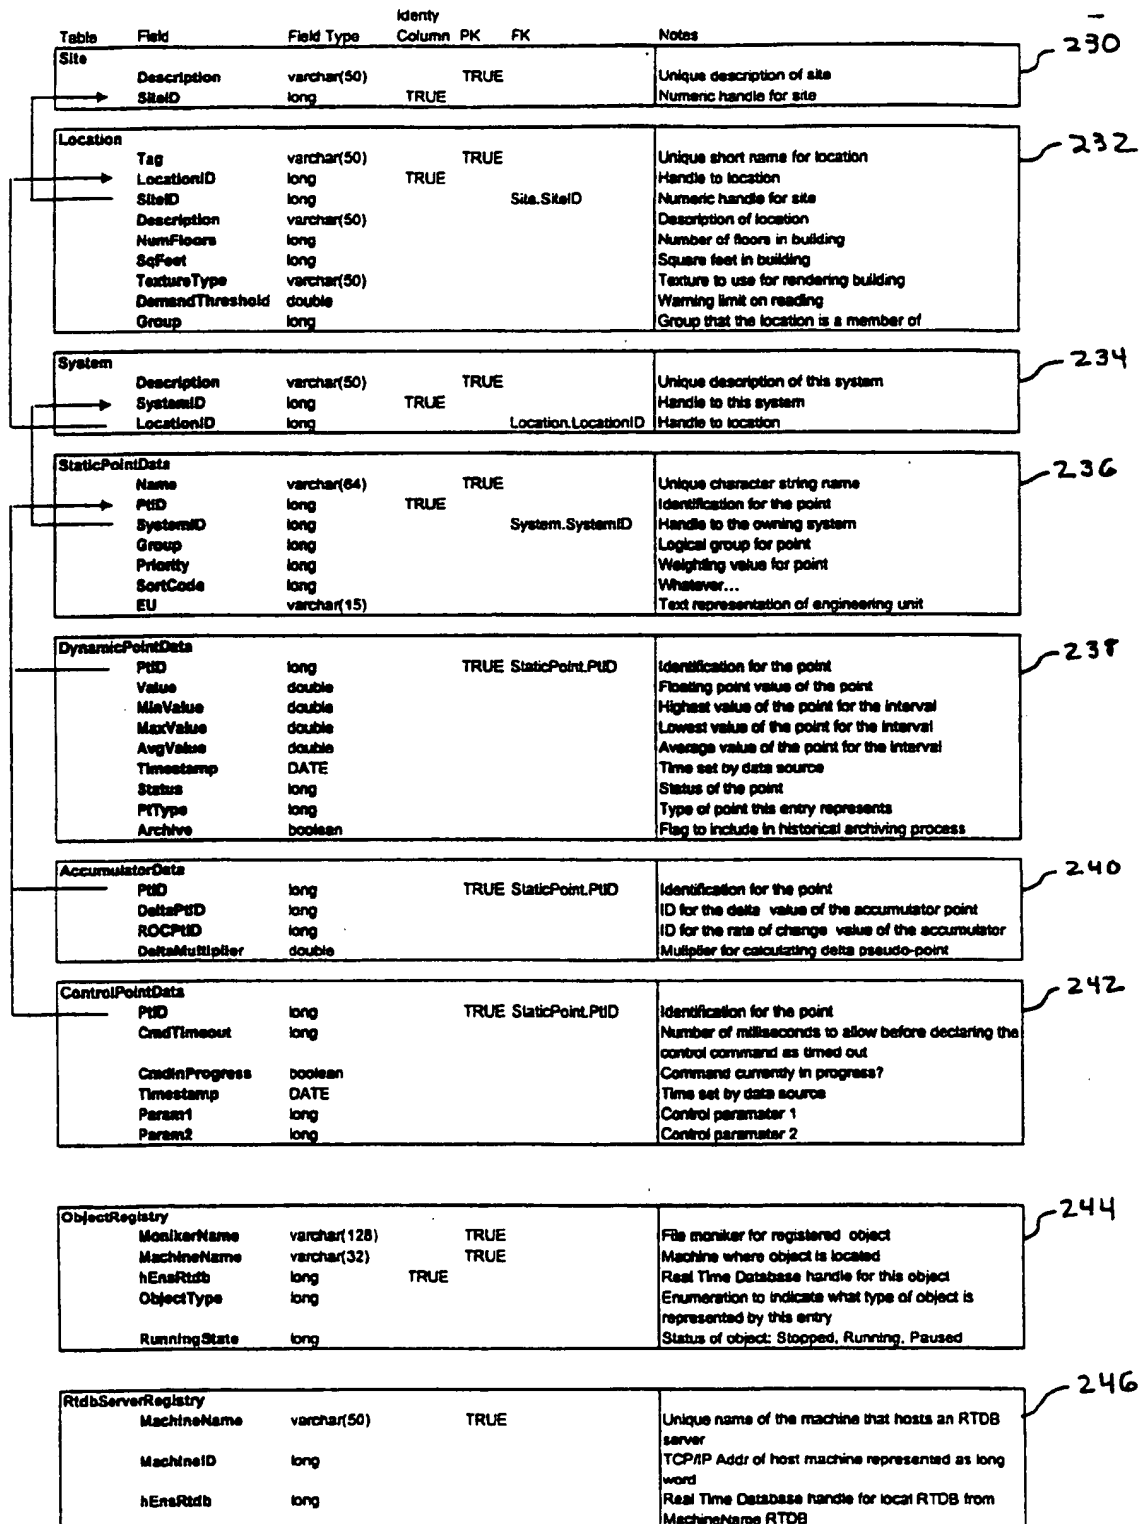 Identy
Table Field Field Type Column PK FK Notes
Site 230
Description varchar(50) TRUE Unique description of site
SiteID long TRUE Numeric handle for site
Location 232
Tag varchar(50) TRUE Unique short name for location
LocationID long TRUE Handle to location
SiteID long Site.SiteID Numeric handle for site
Description varchar(50) Description of location
NumFloors long Number of floors in building
SqFeet long Square feet in building
TextureType varchar(50) Texture to use for rendering building
DemandThreshold double Warning limit on reading
Group long Group that the location is a member of
System 234
Description varchar(50) TRUE Unique description of this system
SystemID long TRUE Handle to this system
LocationID long Location.LocationID Handle to location
StaticPointData 236
Name varchar(64) TRUE Unique character string name
PtID long TRUE Identification for the point
SystemID long System.SystemID Handle to the owning system
Group long Logical group for point
Priority long Weighting value for point
SortCode long Whatever...
EU varchar(15) Text representation of engineering unit
DynamicPointData 238
PtID long TRUE StaticPoint.PtID Identification for the point
Value double Floating point value of the point
MinValue double Highest value of the point for the interval
MaxValue double Lowest value of the point for the interval
AvgValue double Average value of the point for the interval
Timestamp DATE Time set by data source
Status long Status of the point
PtType long Type of point this entry represents
Archive boolean Flag to include in historical archiving process
AccumulatorData 240
PtID long TRUE StaticPoint.PtID Identification for the point
DeltaPtID long ID for the delta value of the accumulator point
ROCPtID long ID for the rate of change value of the accumulator
DeltaMultiplier double Muliplier for calculating delta pseudo-point
ControlPointData 242
PtID long TRUE StaticPoint.PtID Identification for the point
CmdTimeout long Number of milliseconds to allow before declaring the
control command as timed out
CmdInProgress boolean Command currently in progress?
Timestamp DATE Time set by data source
Param1 long Control paramater 1
Param2 long Control paramater 2
ObjectRegistry 244
MonikerName varchar(128) TRUE File moniker for registered object
MachineName varchar(32) TRUE Machine where object is located
hEnsRtdb long TRUE Real Time Database handle for this object
ObjectType long Enumeration to indicate what type of object is
represented by this entry
RunningState long Status of object: Stopped, Running, Paused
RtdbServerRegistry 246
MachineName varchar(50) TRUE Unique name of the machine that hosts an RTDB
server
MachineID long TCP/IP Addr of host machine represented as long
word
hEnsRtdb long Real Time Database handle for local RTDB from
MachineName RTDB